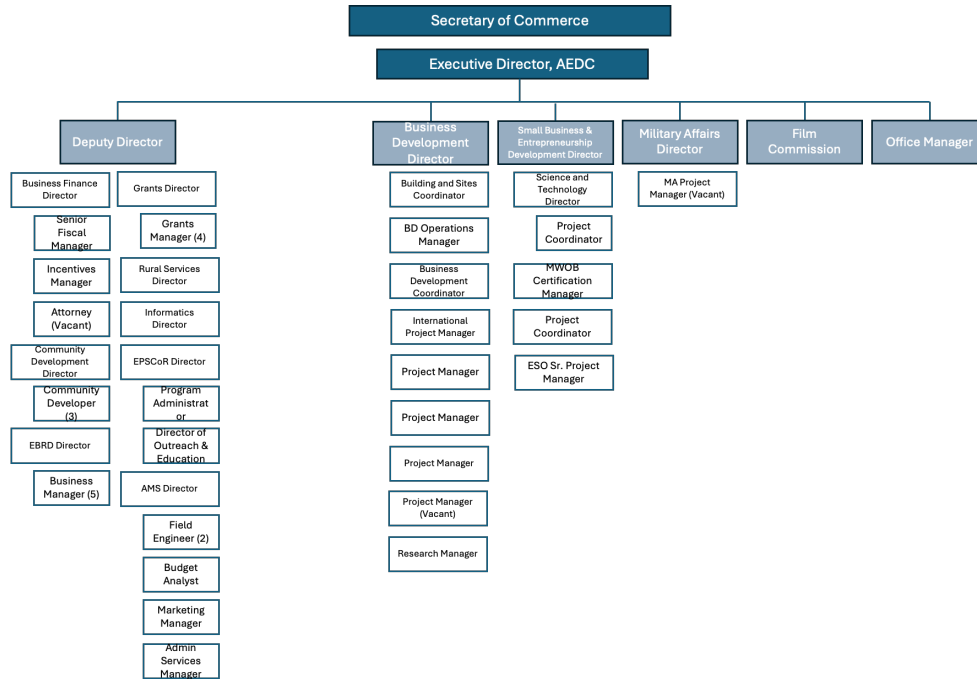 Secretary of Commerce
Executive Director, AEDC
Deputy Director
Business
Development
Director
Small Business &
Entrepreneurship
Development Director
Military Affairs
Director
Film
Commission
Office Manager
Business Finance
Director
Senior
Fiscal
Manager
Incentives
Manager
Attorney
(Vacant)
Community
Development
Director
Community
Developer
(3)
EBRD Director
Business
Manager (5)
Grants Director
Grants
Manager (4)
Rural Services
Director
Informatics
Director
EPSCoR Director
Program
Administrat
or
Director of
Outreach &
Education
AMS Director
Field
Engineer (2)
Budget
Analyst
Marketing
Manager
Admin
Services
Manager
Building and Sites
Coordinator
BD Operations
Manager
Business
Development
Coordinator
International
Project Manager
Project Manager
Project Manager
Project Manager
Project Manager
(Vacant)
Research Manager
Science and
Technology
Director
Project
Coordinator
MWOB
Certification
Manager
Project
Coordinator
ESO Sr. Project
Manager
MA Project
Manager (Vacant)